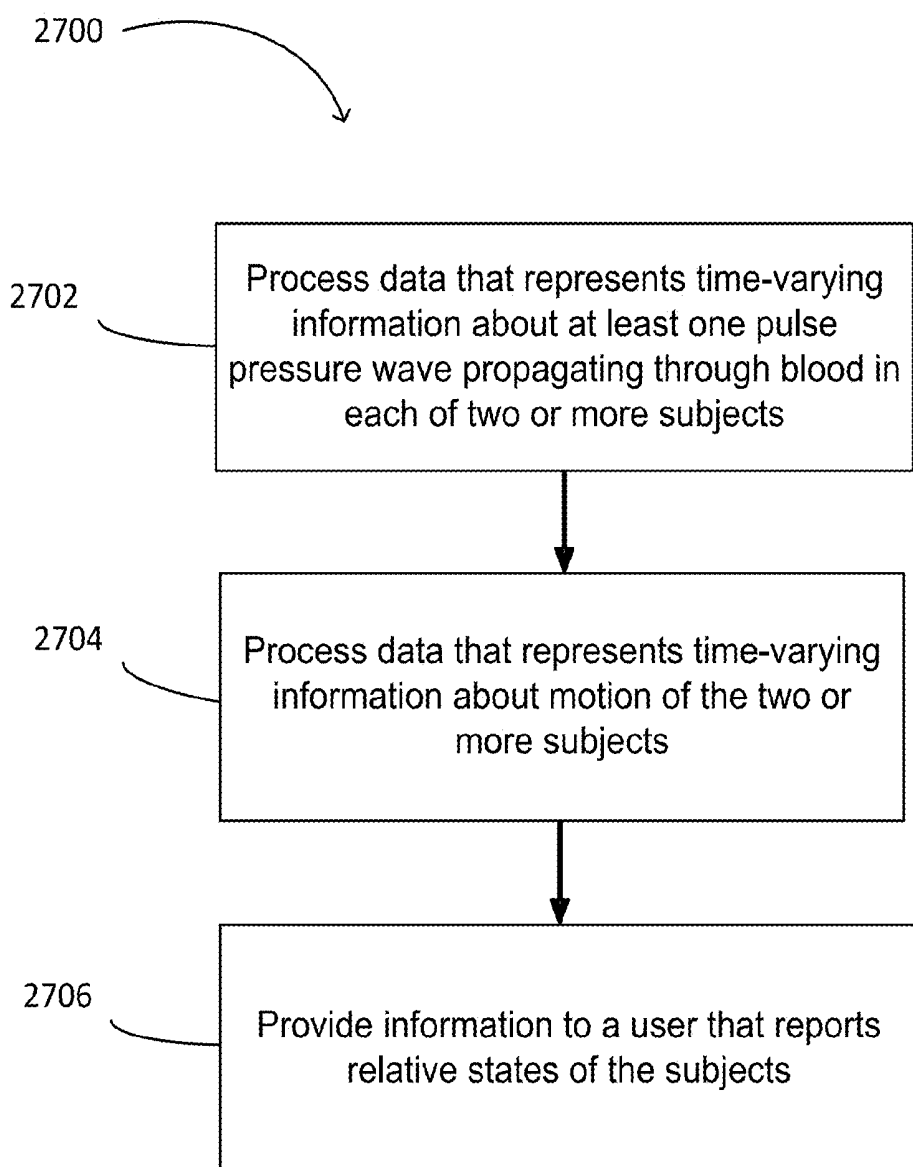 2700
2702
Process data that represents time-varying
information about at least one pulse
pressure wave propagating through blood in
each of two or more subjects
2704
Process data that represents time-varying
information about motion of the two or
more subjects
2706
Provide information to a user that reports
relative states of the subjects